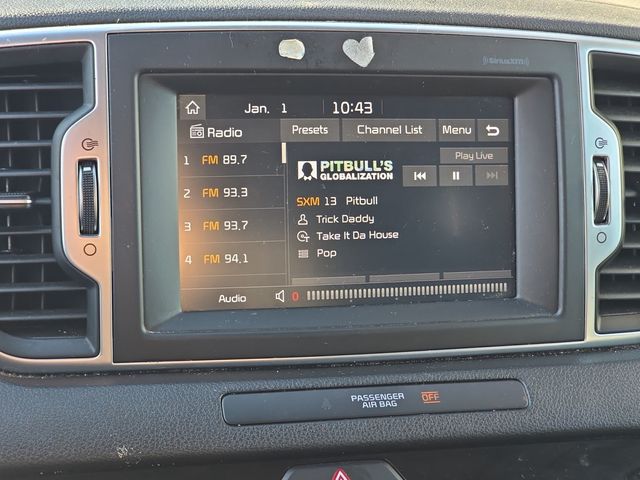 SiriusXM
Jan. 1 10:43
Radio Presets Channel List Menu
1 FM 89.7
2 FM 93.3
3 FM 93.7
4 FM 94.1
PITBULL'S
GLOBALIZATION
Play Live
SXM 13 Pitbull
Trick Daddy
Take It Da House
Pop
Audio 0
PASSENGER
AIR BAG OFF